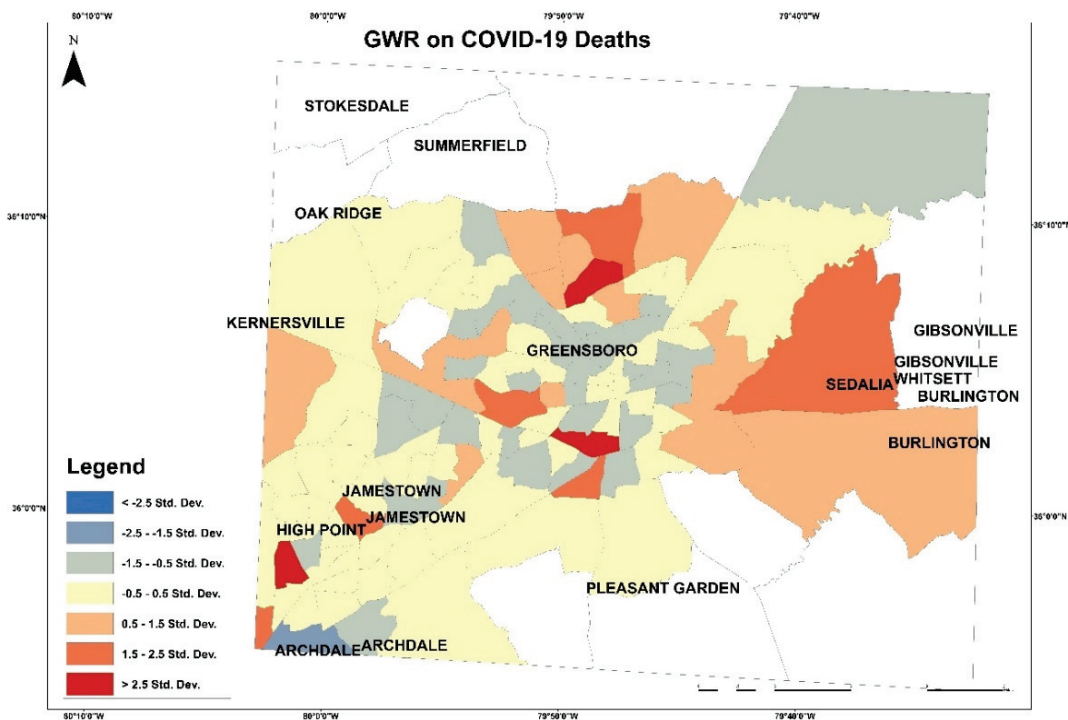 80°10'0"W 80°0'0"W 79°50'0"W 79°40'0"W
GWR on COVID-19 Deaths
N
STOKESDALE
SUMMERFIELD
OAK RIDGE
36°10'0"N 36°10'0"N
KERNERSVILLE
GREENSBORO
GIBSONVILLE
GIBSONVILLE
WHITSETT
SEDALIA
BURLINGTON
BURLINGTON
JAMESTOWN
JAMESTOWN
HIGH POINT
36°0'0"N 36°0'0"N
PLEASANT GARDEN
ARCHDALE
ARCHDALE
Legend
< -2.5 Std. Dev.
-2.5 - -1.5 Std. Dev.
-1.5 - -0.5 Std. Dev.
-0.5 - 0.5 Std. Dev.
0.5 - 1.5 Std. Dev.
1.5 - 2.5 Std. Dev.
> 2.5 Std. Dev.
80°10'0"W 80°0'0"W 79°50'0"W 79°40'0"W